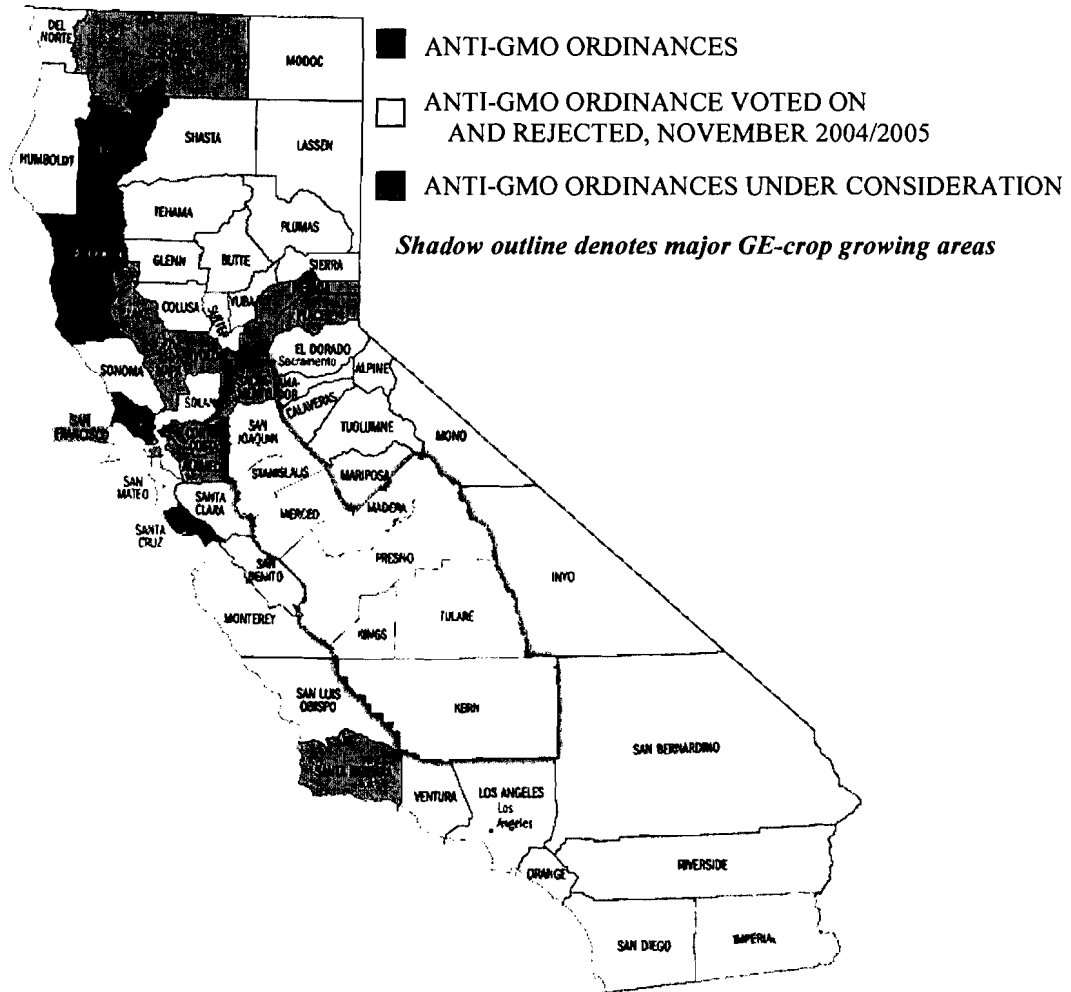 DEL
NORTE
MODOC
ANTI-GMO ORDINANCES
ANTI-GMO ORDINANCE VOTED ON
AND REJECTED, NOVEMBER 2004/2005
ANTI-GMO ORDINANCES UNDER CONSIDERATION
Shadow outline denotes major GE-crop growing areas
SHASTA
LASSEN
HUMBOLDT
TEHAMA
PLUMAS
GLENN
BUTTE
SIERRA
COLUSA
YUBA
SUTTER
EL DORADO
Sacramento
ALPINE
SONOMA
AMA-
DOR
SOLANO
CALAVERAS
SAN
FRANCISCO
SAN
JOAQUIN
TUOLUMNE
MONO
STANISLAUS
MARIPOSA
SAN
MATEO
SANTA
CLARA
MERCED
MADERA
SANTA
CRUZ
FRESNO
SAN
BENITO
INYO
MONTEREY
KINGS
TULARE
SAN LUIS
OBISPO
KERN
SAN BERNARDINO
VENTURA
LOS ANGELES
Los
Angeles
ORANGE
RIVERSIDE
SAN DIEGO
IMPERIAL